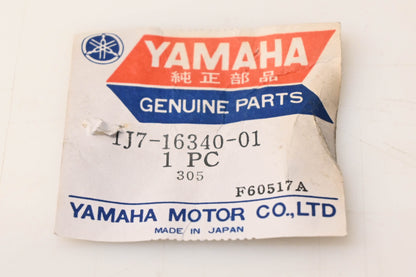 YAMAHA
純正部品
GENUINE PARTS
1J7-16340-01
1 PC
305
F60517A
YAMAHA MOTOR CO.,LTD
MADE IN JAPAN